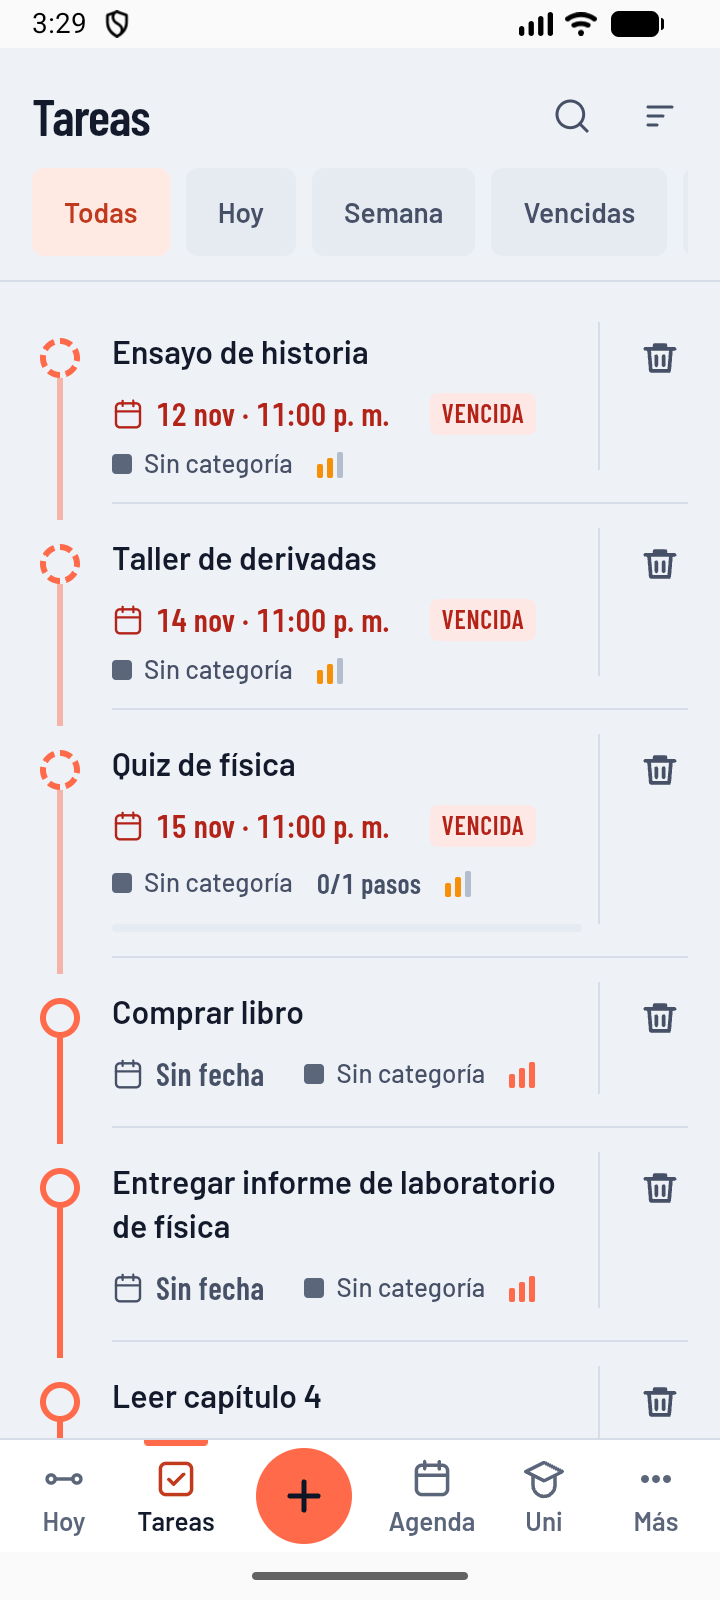 3:29
Tareas
Todas Hoy Semana Vencidas
Ensayo de historia
12 nov · 11:00 p. m. VENCIDA
Sin categoría
Taller de derivadas
14 nov · 11:00 p. m. VENCIDA
Sin categoría
Quiz de física
15 nov · 11:00 p. m. VENCIDA
Sin categoría 0/1 pasos
Comprar libro
Sin fecha Sin categoría
Entregar informe de laboratorio
de física
Sin fecha Sin categoría
Leer capítulo 4
Hoy Tareas Agenda Uni Más